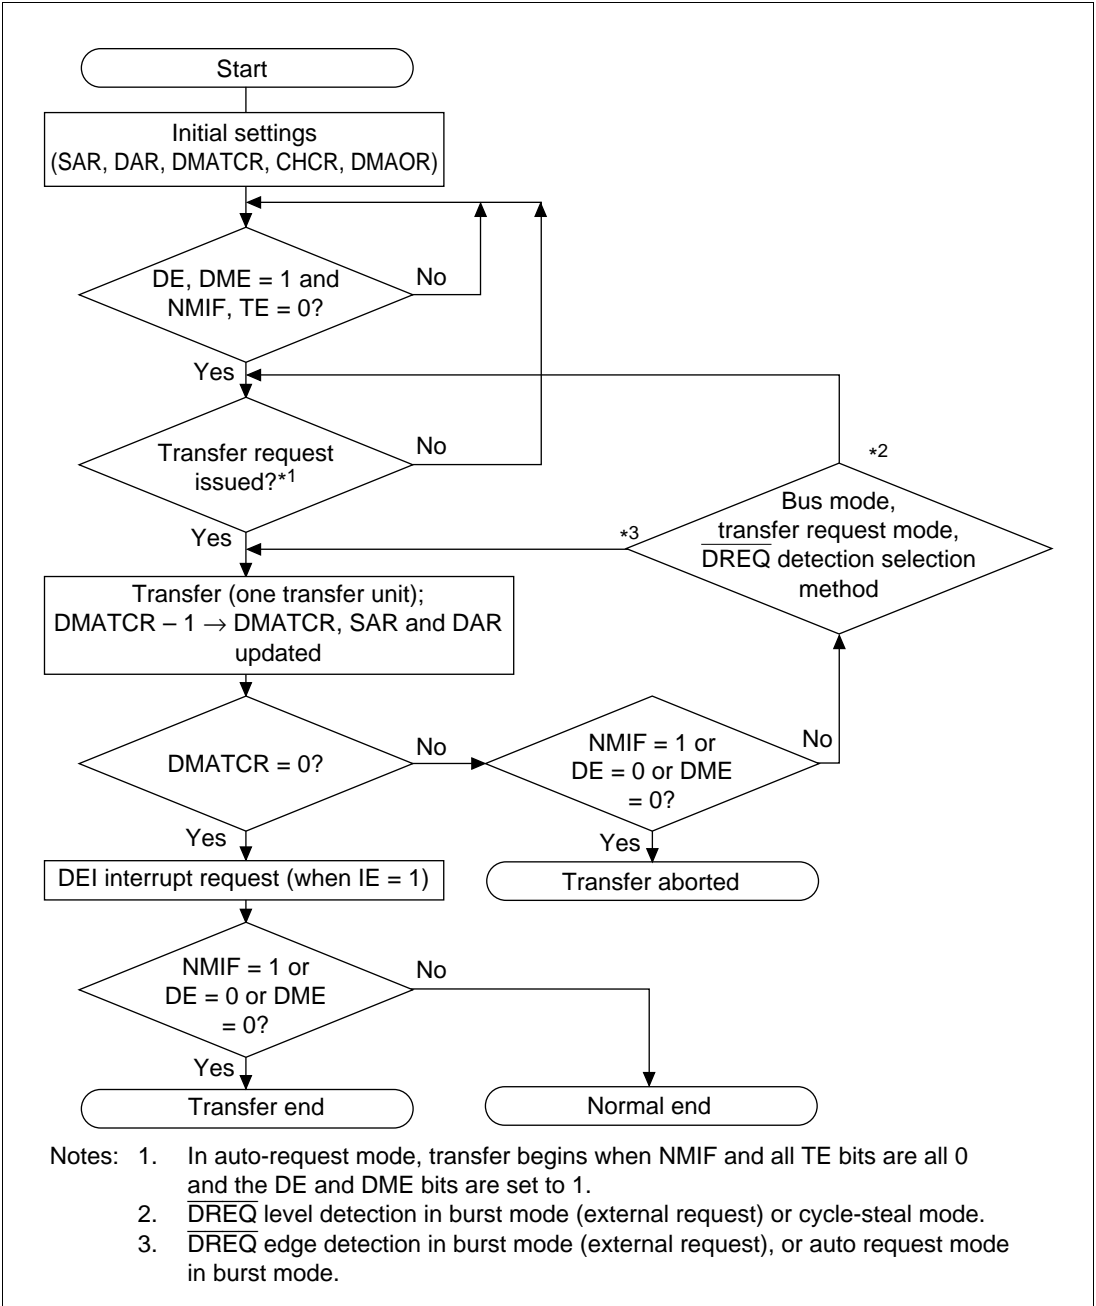 Start
Initial settings
(SAR, DAR, DMATCR, CHCR, DMAOR)
DE, DME = 1 and
NMIF, TE = 0?
No
Yes
Transfer request
issued?*1
No
Yes
*2
Bus mode,
transfer request mode,
DREQ detection selection
method
*3
Transfer (one transfer unit);
DMATCR – 1 → DMATCR, SAR and DAR
updated
DMATCR = 0?
No
NMIF = 1 or
DE = 0 or DME
= 0?
No
Yes
Yes
DEI interrupt request (when IE = 1)
Transfer aborted
NMIF = 1 or
DE = 0 or DME
= 0?
No
Yes
Transfer end
Normal end
Notes: 1. In auto-request mode, transfer begins when NMIF and all TE bits are all 0
and the DE and DME bits are set to 1.
2. DREQ level detection in burst mode (external request) or cycle-steal mode.
3. DREQ edge detection in burst mode (external request), or auto request mode
in burst mode.